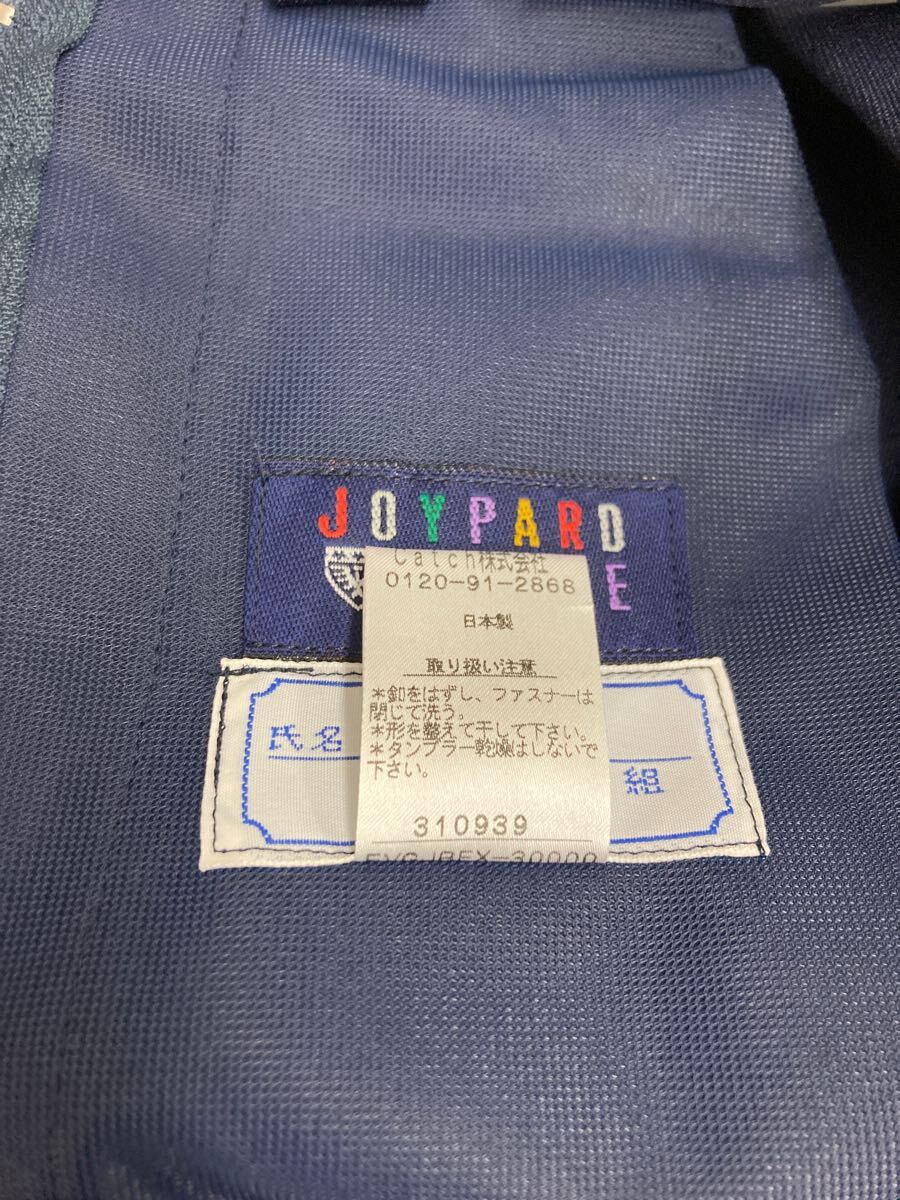 JOYPARD
E
Catch株式会社
0120-91-2868
日本製
取り扱い注意
*釦をはずし、ファスナーは
閉じて洗う。
*形を整えて干して下さい。
*タンブラー乾燥はしないで
下さい。
310939
氏名
組